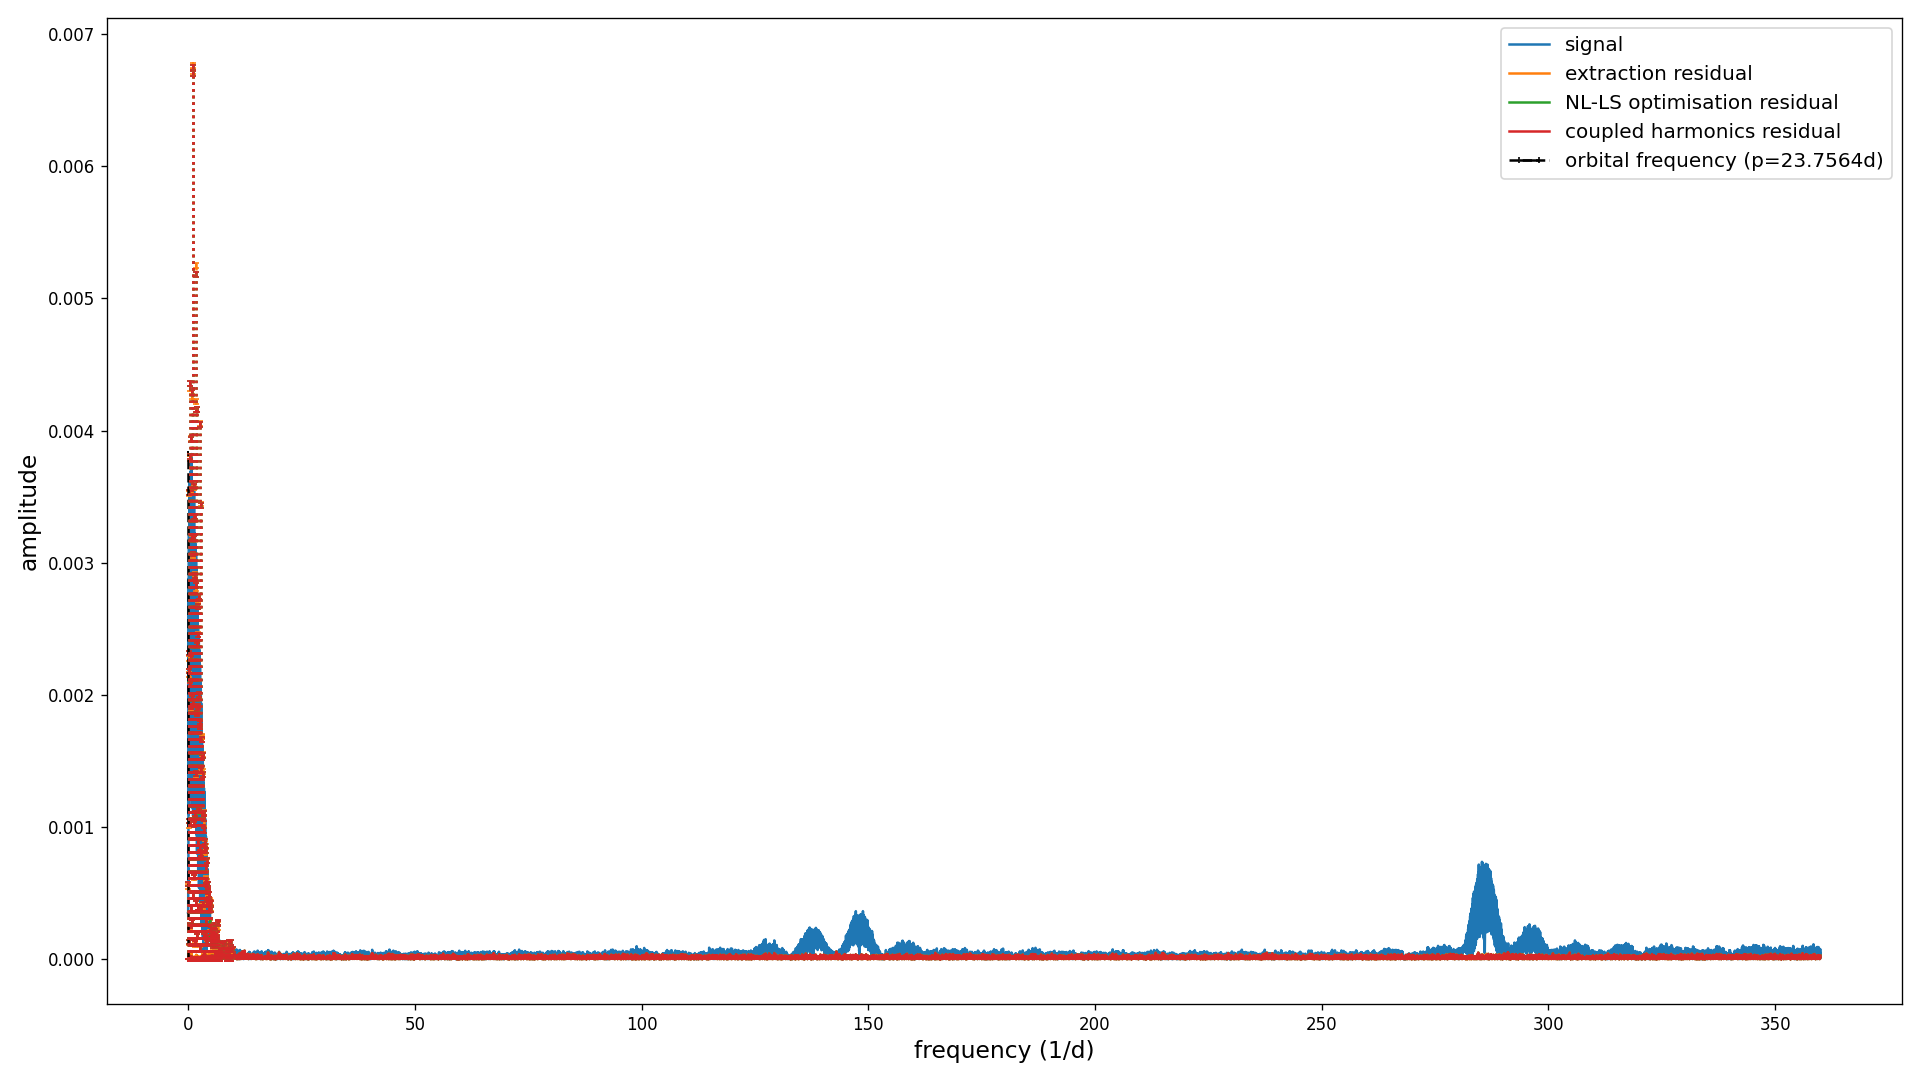 0.007
0.006
0.005
0.004
0.003
0.002
0.001
0.000
amplitude
0
50
100
150
200
250
300
350
frequency (1/d)
signal
extraction residual
NL-LS optimisation residual
coupled harmonics residual
orbital frequency (p=23.7564d)